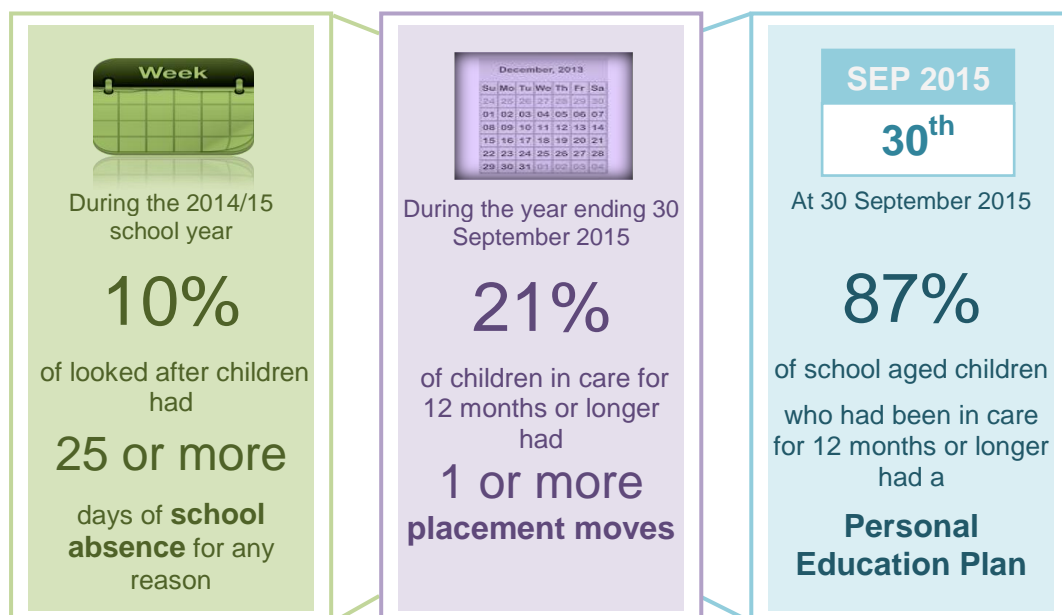 Week
During the 2014/15
school year
10%
of looked after children
had
25 or more
days of school
absence for any
reason
December, 2013
Su Mo Tu We Th Fr Sa
24 25 26 27 28 29 30
01 02 03 04 05 06 07
08 09 10 11 12 13 14
15 16 17 18 19 20 21
22 23 24 25 26 27 28
29 30 31 01 02 03 04
During the year ending 30
September 2015
21%
of children in care for
12 months or longer
had
1 or more
placement moves
SEP 2015
30th
At 30 September 2015
87%
of school aged children
who had been in care
for 12 months or longer
had a
Personal
Education Plan